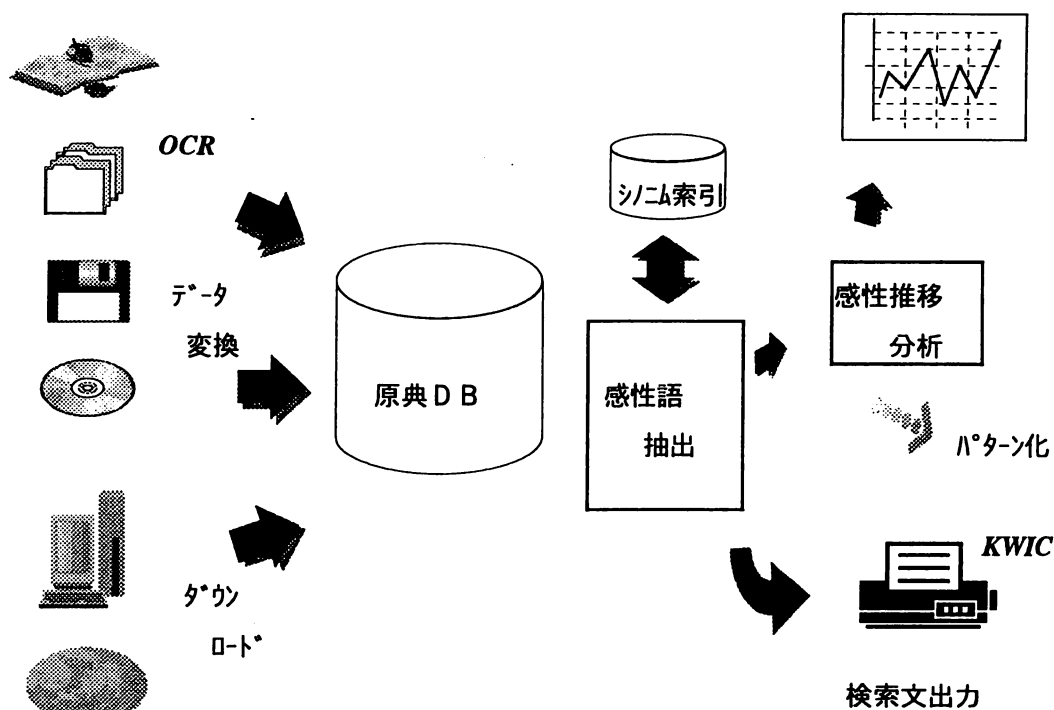 OCR
ﾃﾞｰﾀ
変換
ﾀﾞｳﾝ
ﾛｰﾄﾞ
原典ＤＢ
ｼﾉﾆﾑ索引
感性語
抽出
感性推移
分析
ﾊﾟﾀｰﾝ化
KWIC
検索文出力